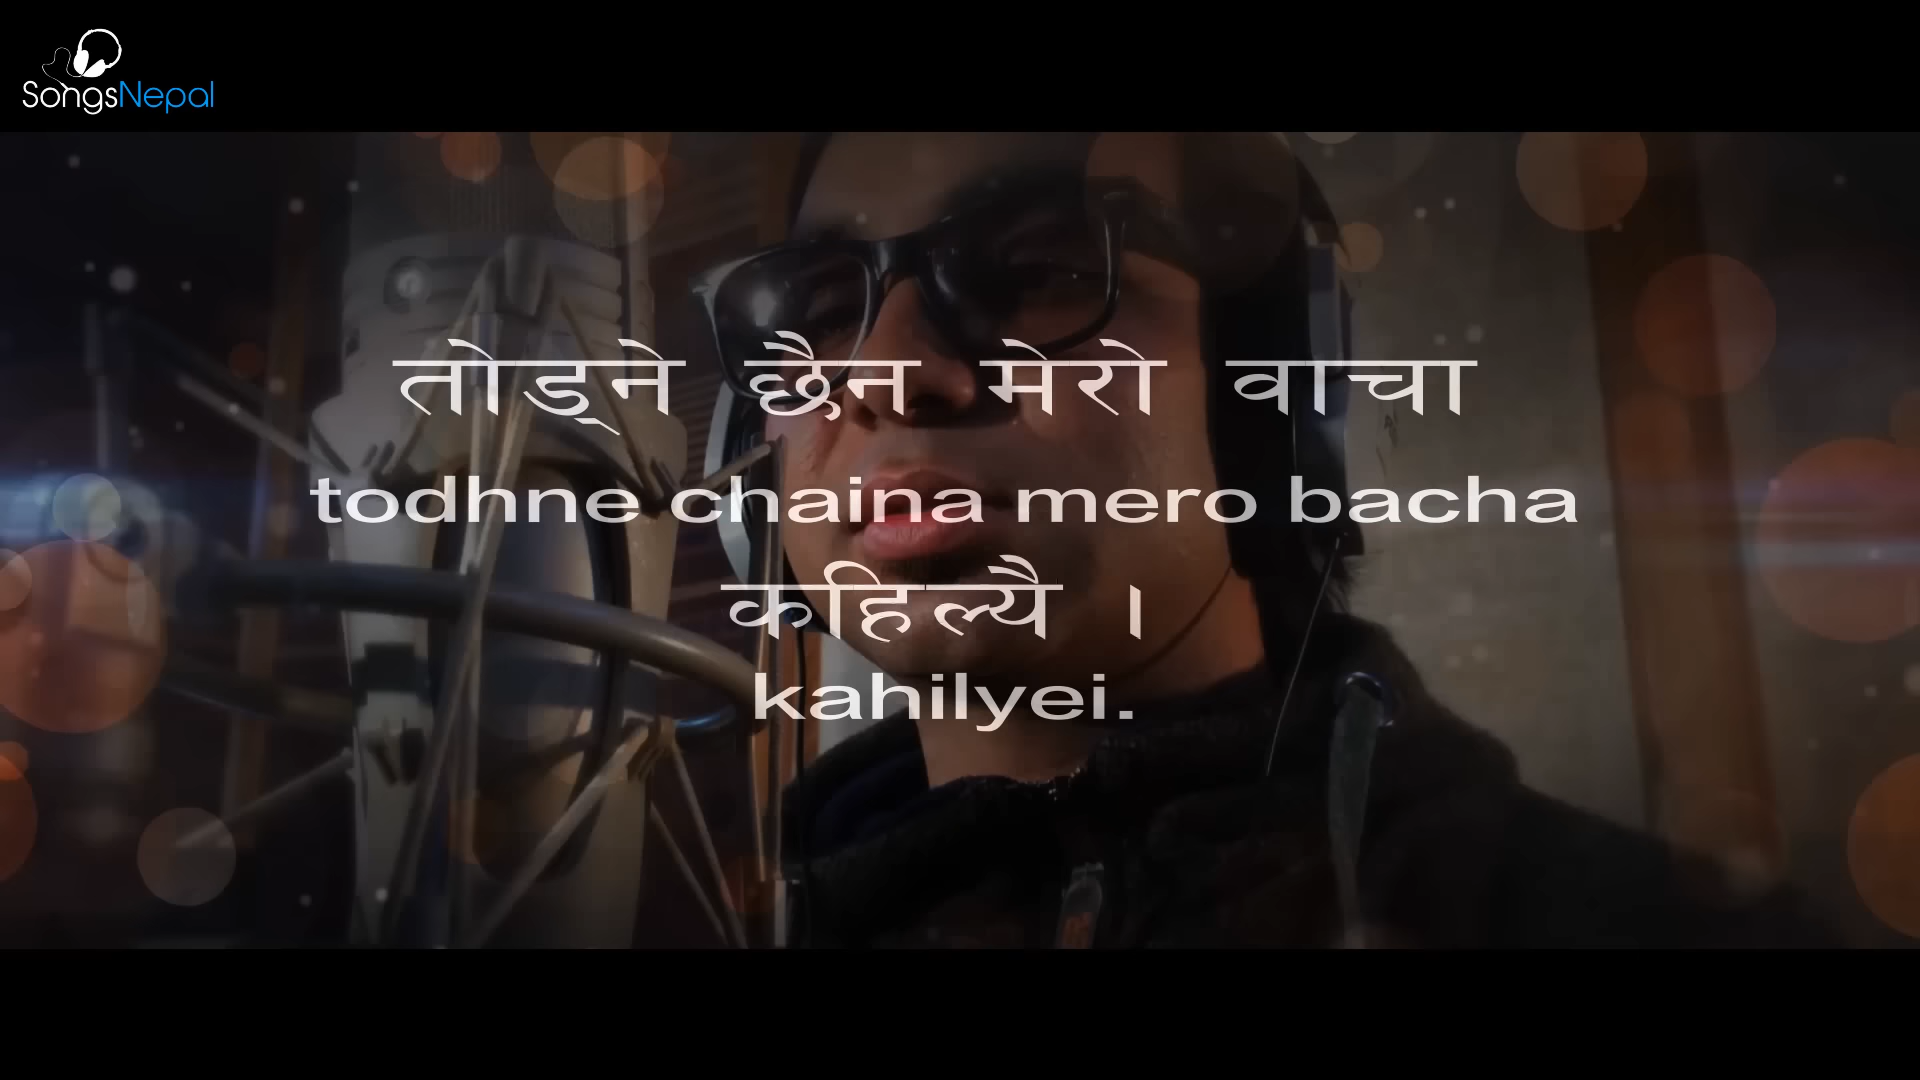 SongsNepal
तोड्ने छैन मेरो वाचा
todhne chaina mero bacha
कहिल्यै ।
kahilyei.